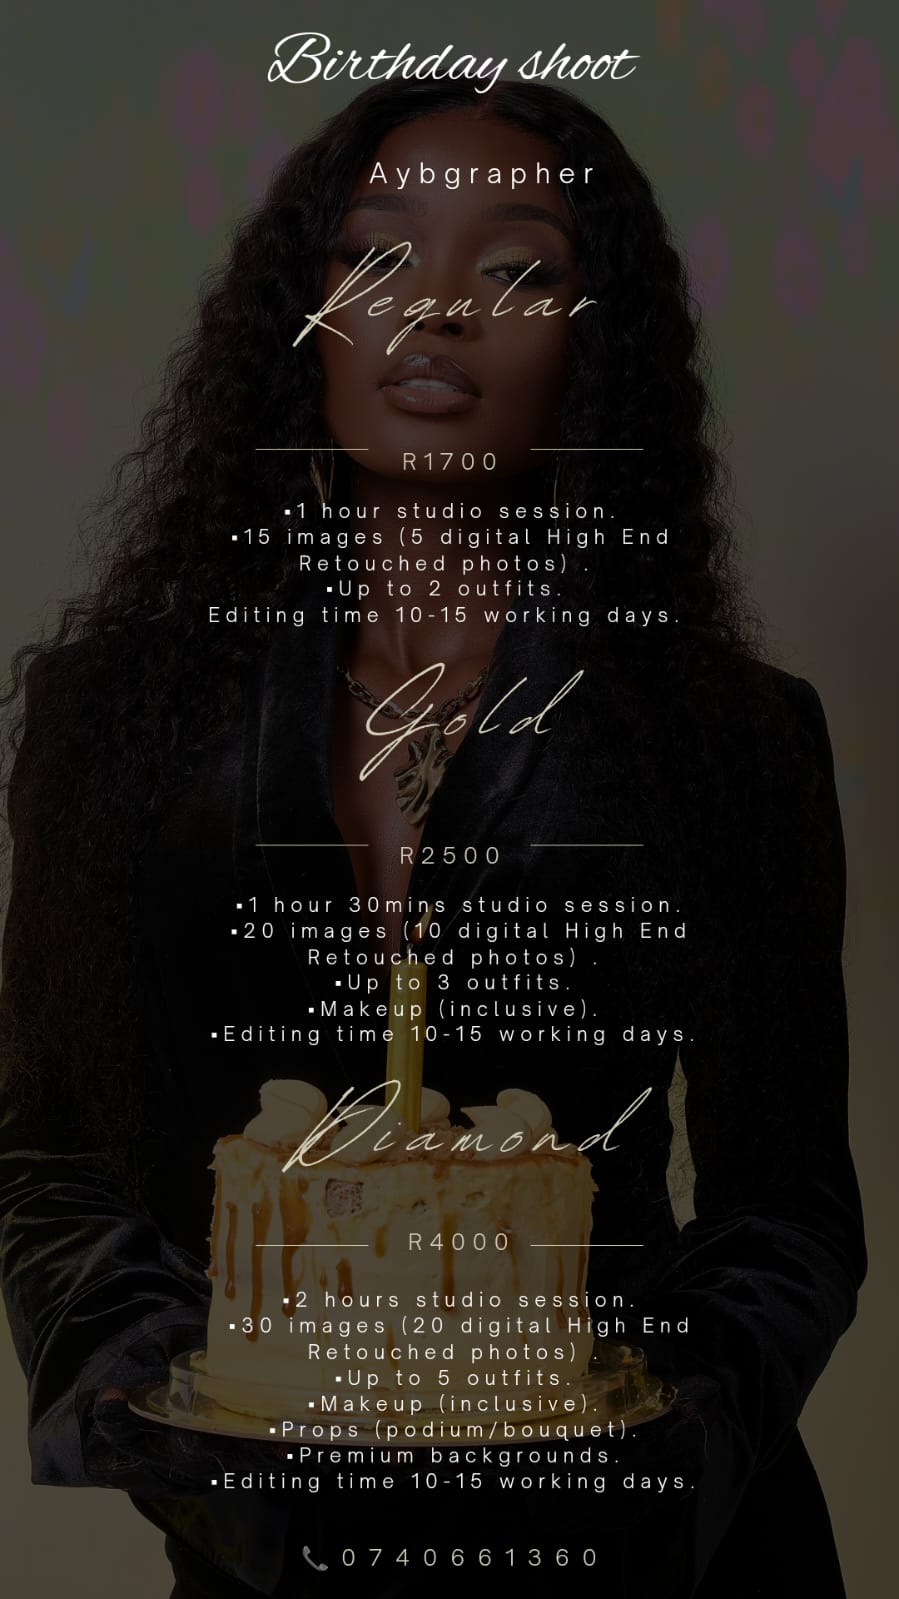 Birthday shoot
Aybgrapher
Regular
R1700
▪1 hour studio session.
▪15 images (5 digital High End
Retouched photos) .
▪Up to 2 outfits.
Editing time 10-15 working days.
Gold
R2500
▪1 hour 30mins studio session.
▪20 images (10 digital High End
Retouched photos) .
▪Up to 3 outfits.
▪Makeup (inclusive).
▪Editing time 10-15 working days.
Diamond
R4000
▪2 hours studio session.
▪30 images (20 digital High End
Retouched photos) .
▪Up to 5 outfits.
▪Makeup (inclusive).
▪Props (podium/bouquet).
▪Premium backgrounds.
▪Editing time 10-15 working days.
📞0740661360